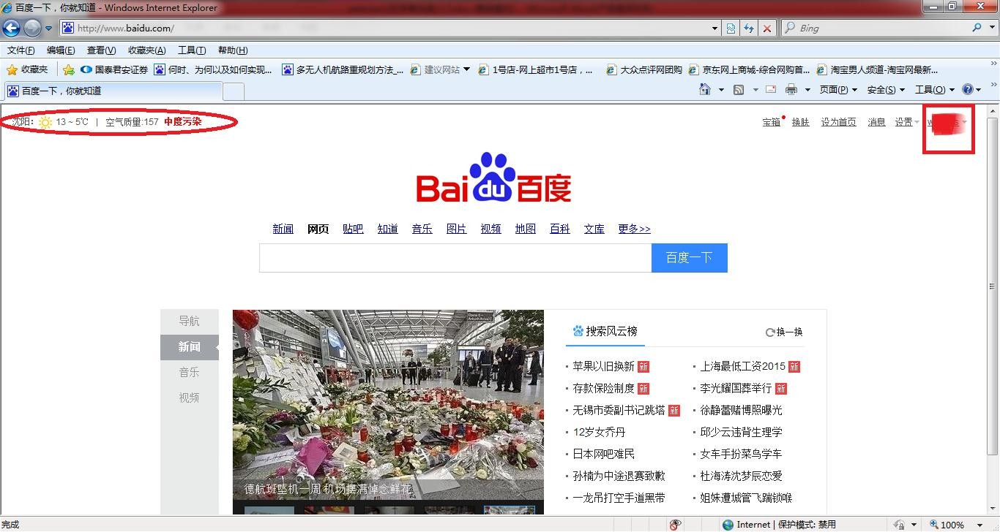 百度一下，你就知道 - Windows Internet Explorer
http://www.baidu.com/
Bing
文件(F) 编辑(E) 查看(V) 收藏夹(A) 工具(T) 帮助(H)
收藏夹 国泰君安证券 何时、为何以及如何实现... 多无人机航路重规划方法_... 建议网站 1号店-网上超市1号店，... 大众点评网团购 京东网上商城-综合网购首... 淘宝男人频道-淘宝网最新...
百度一下，你就知道
页面(P) 安全(S) 工具(O)
沈阳: 13 ~ 5℃ | 空气质量:157 中度污染
宝箱 换肤 设为首页 消息 设置
Bai du 百度
新闻 网页 贴吧 知道 音乐 图片 视频 地图 百科 文库 更多>>
百度一下
导航
新闻
音乐
视频
德航班坠机一周 机场摆满悼念鲜花
搜索风云榜 换一换
苹果以旧换新 新 上海最低工资2015 新
存款保险制度 新 李光耀国葬举行 新
无锡市委副书记跳塔 新 徐静蕾赌博照曝光
12岁女乔丹 邱少云违背生理学
日本网吧难民 女车手扮菜鸟学车
孙楠为中途退赛致歉 杜海涛沈梦辰恋爱
一龙吊打空手道黑带 姐妹遭城管飞踹锁喉
完成 Internet | 保护模式: 禁用 100%